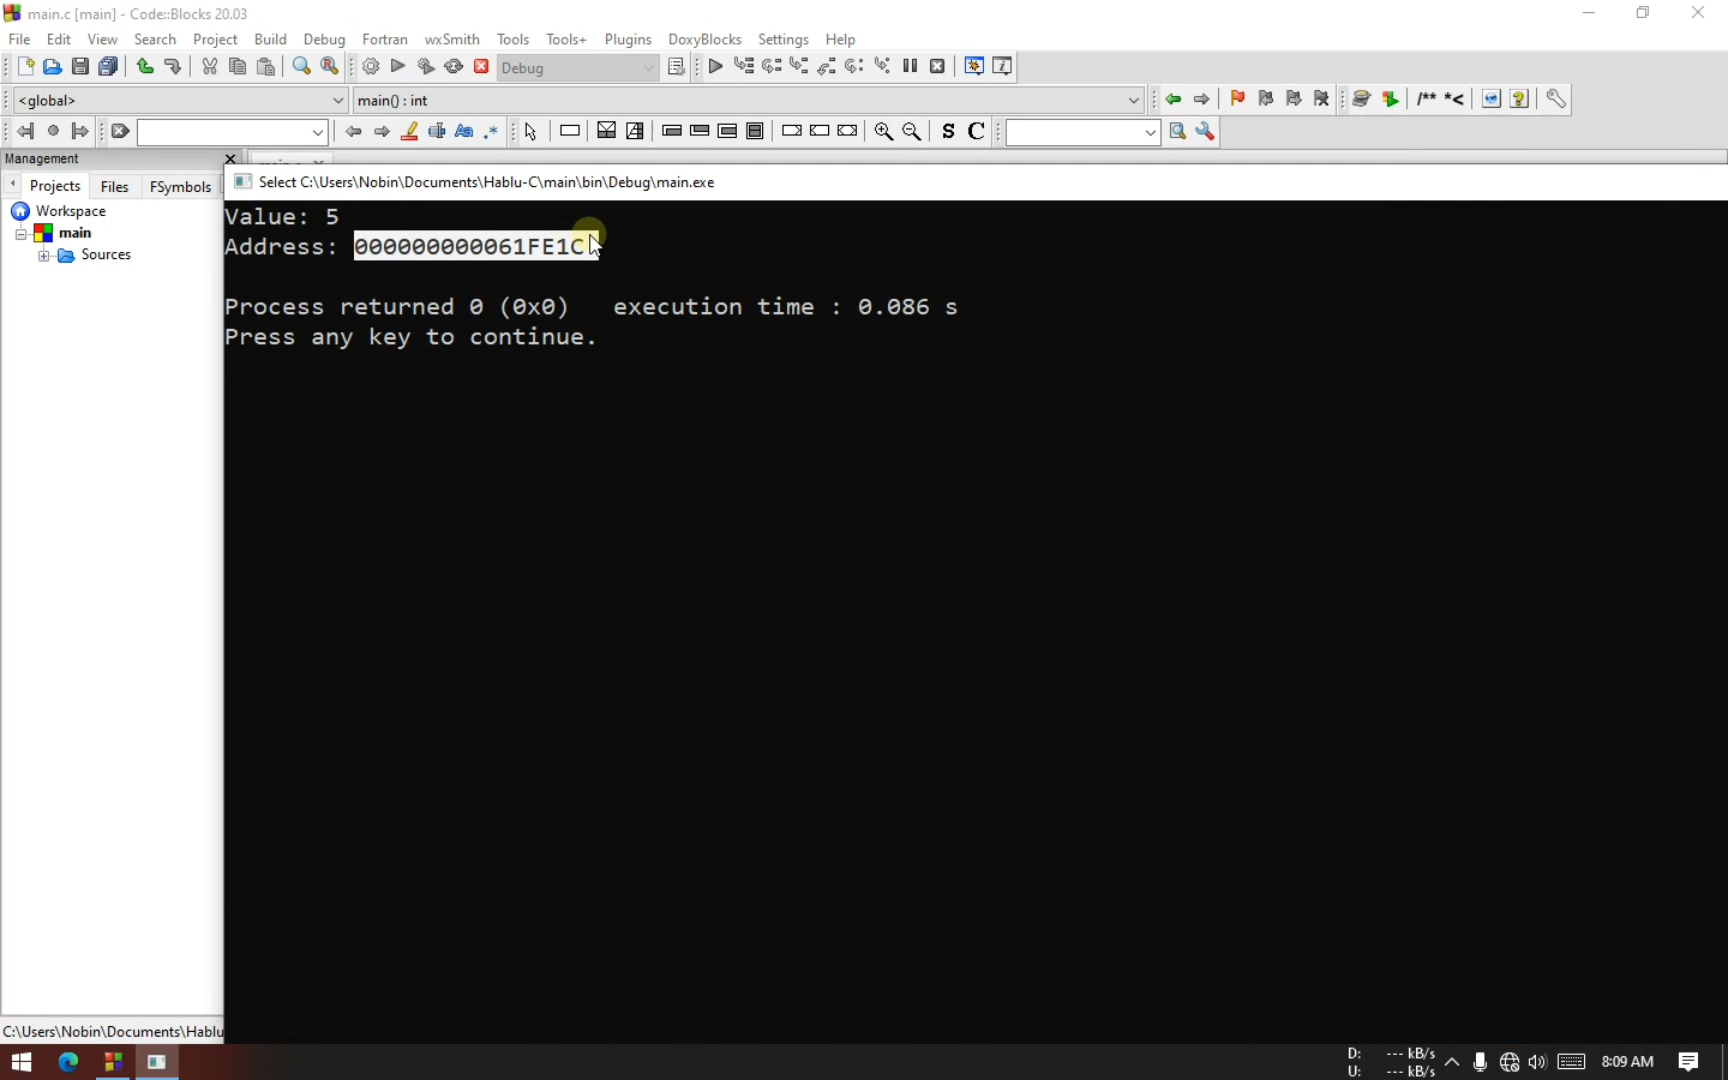 main.c [main] - Code::Blocks 20.03
File Edit View Search Project Build Debug Fortran wxSmith Tools Tools+ Plugins DoxyBlocks Settings Help
Debug
<global> main() : int /** *<
Aa .* S C
Management
Projects Files FSymbols
Workspace
main
Sources
Select C:\Users\Nobin\Documents\Hablu-C\main\bin\Debug\main.exe
Value: 5
Address: 000000000061FE1C
Process returned 0 (0x0) execution time : 0.086 s
Press any key to continue.
C:\Users\Nobin\Documents\Hablu
D: --- kB/s
U: --- kB/s
8:09 AM